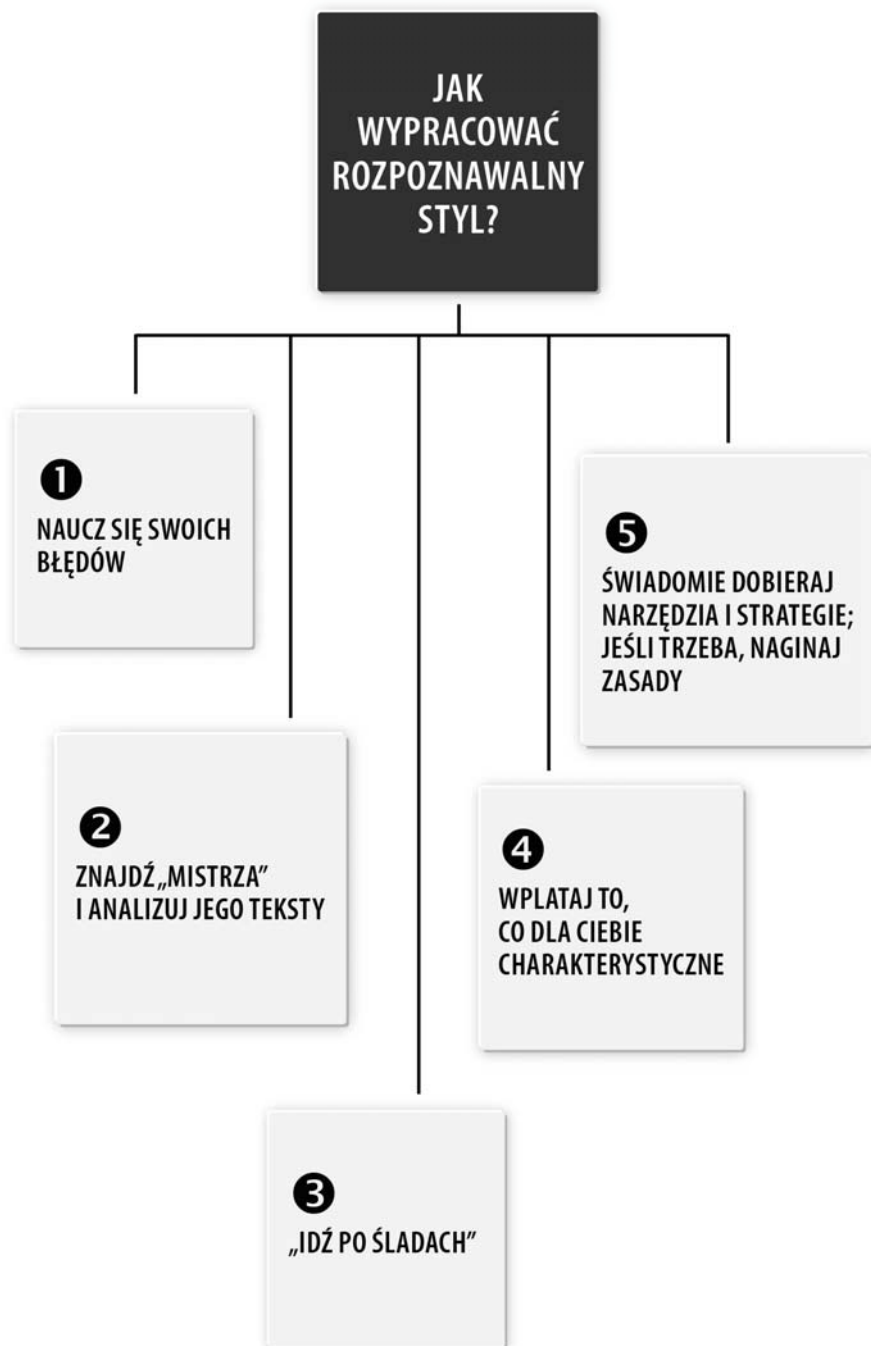 JAK
WYPRACOWAĆ
ROZPOZNAWALNY
STYL?
❶
NAUCZ SIĘ SWOICH
BŁĘDÓW
❷
ZNAJDŹ „MISTRZA”
I ANALIZUJ JEGO TEKSTY
❸
„IDŹ PO ŚLADACH”
❹
WPLATAJ TO,
CO DLA CIEBIE
CHARAKTERYSTYCZNE
❺
ŚWIADOMIE DOBIERAJ
NARZĘDZIA I STRATEGIE;
JEŚLI TRZEBA, NAGINAJ
ZASADY